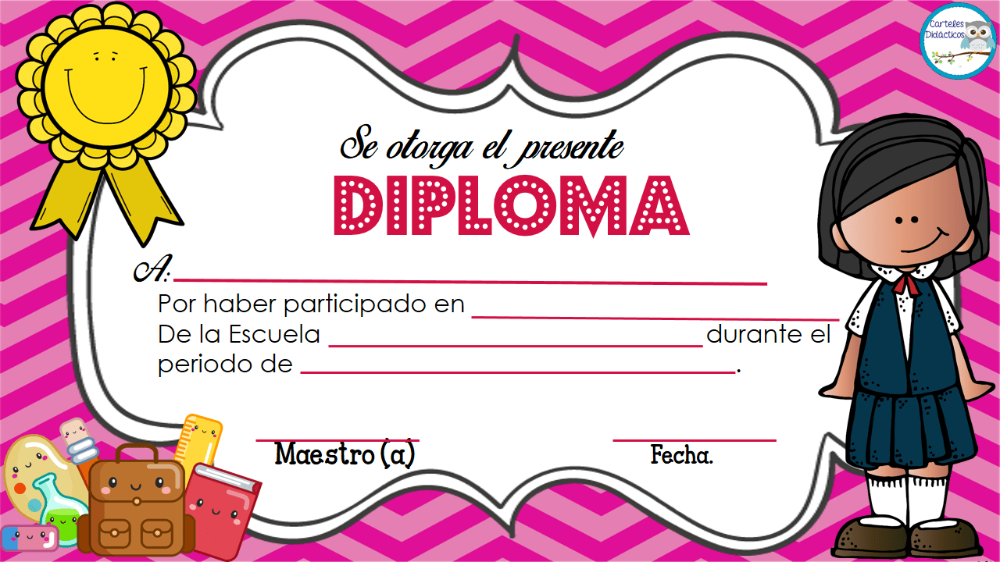 Carteles
Didácticos
Se otorga el presente
DIPLOMA
A:
Por haber participado en
De la Escuela durante el
periodo de .
Maestro (a) Fecha.